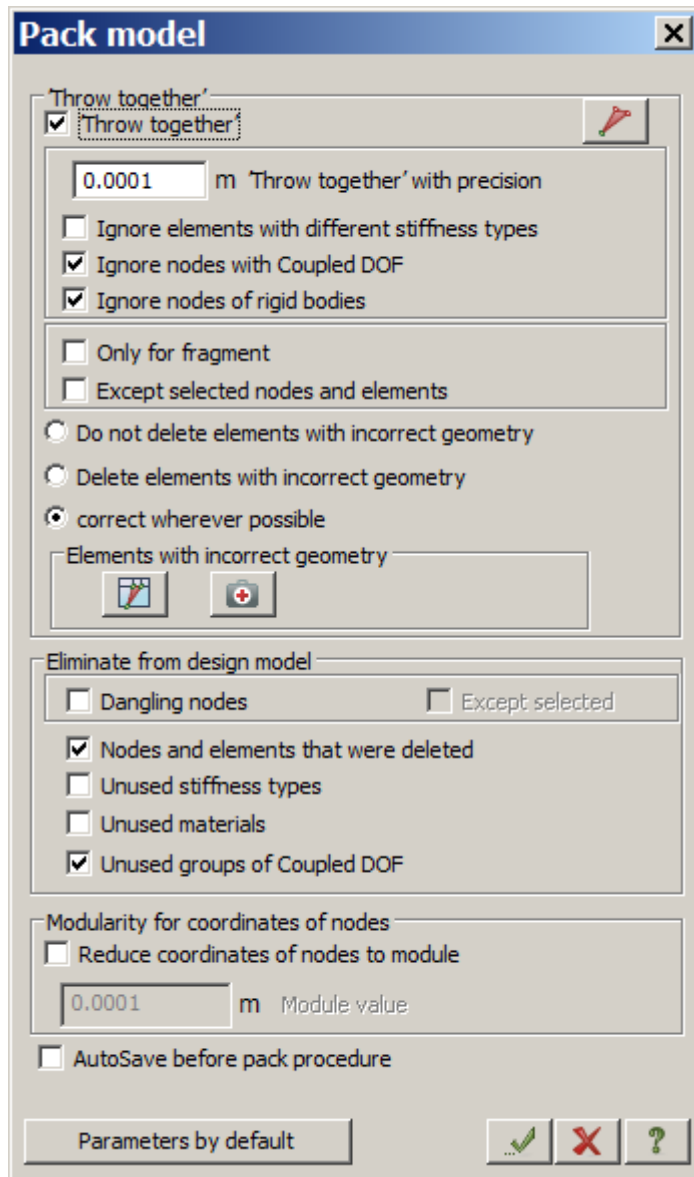 Pack model
'Throw together'
'Throw together'
0.0001 m 'Throw together' with precision
Ignore elements with different stiffness types
Ignore nodes with Coupled DOF
Ignore nodes of rigid bodies
Only for fragment
Except selected nodes and elements
Do not delete elements with incorrect geometry
Delete elements with incorrect geometry
correct wherever possible
Elements with incorrect geometry
Eliminate from design model
Dangling nodes Except selected
Nodes and elements that were deleted
Unused stiffness types
Unused materials
Unused groups of Coupled DOF
Modularity for coordinates of nodes
Reduce coordinates of nodes to module
0.0001 m Module value
AutoSave before pack procedure
Parameters by default ?